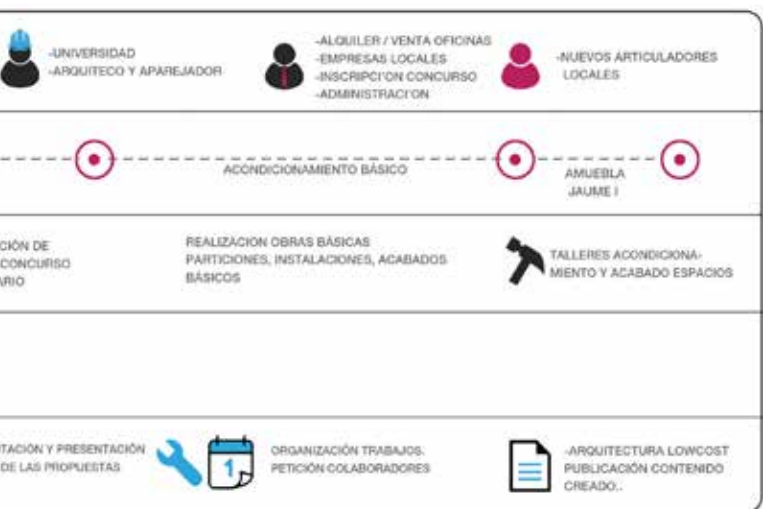 -UNIVERSIDAD
-ARQUITECO Y APAREJADOR
-ALQUILER / VENTA OFICINAS
-EMPRESAS LOCALES
-INSCRIPCI'ON CONCURSO
-ADMINISTRACI'ON
-NUEVOS ARTICULADORES
LOCALES
ACONDICIONAMIENTO BÁSICO
AMUEBLA
JAUME I
CIÓN DE
CONCURSO
ARIO
REALIZACION OBRAS BÁSICAS
PARTICIONES, INSTALACIONES, ACABADOS
BÁSICOS
TALLERES ACONDICIONA-
MIENTO Y ACABADO ESPACIOS
TACIÓN Y PRESENTACIÓN
DE LAS PROPUESTAS
1
ORGANIZACIÓN TRABAJOS.
PETICIÓN COLABORADORES
-ARQUITECTURA LOWCOST
PUBLICACIÓN CONTENIDO
CREADO..